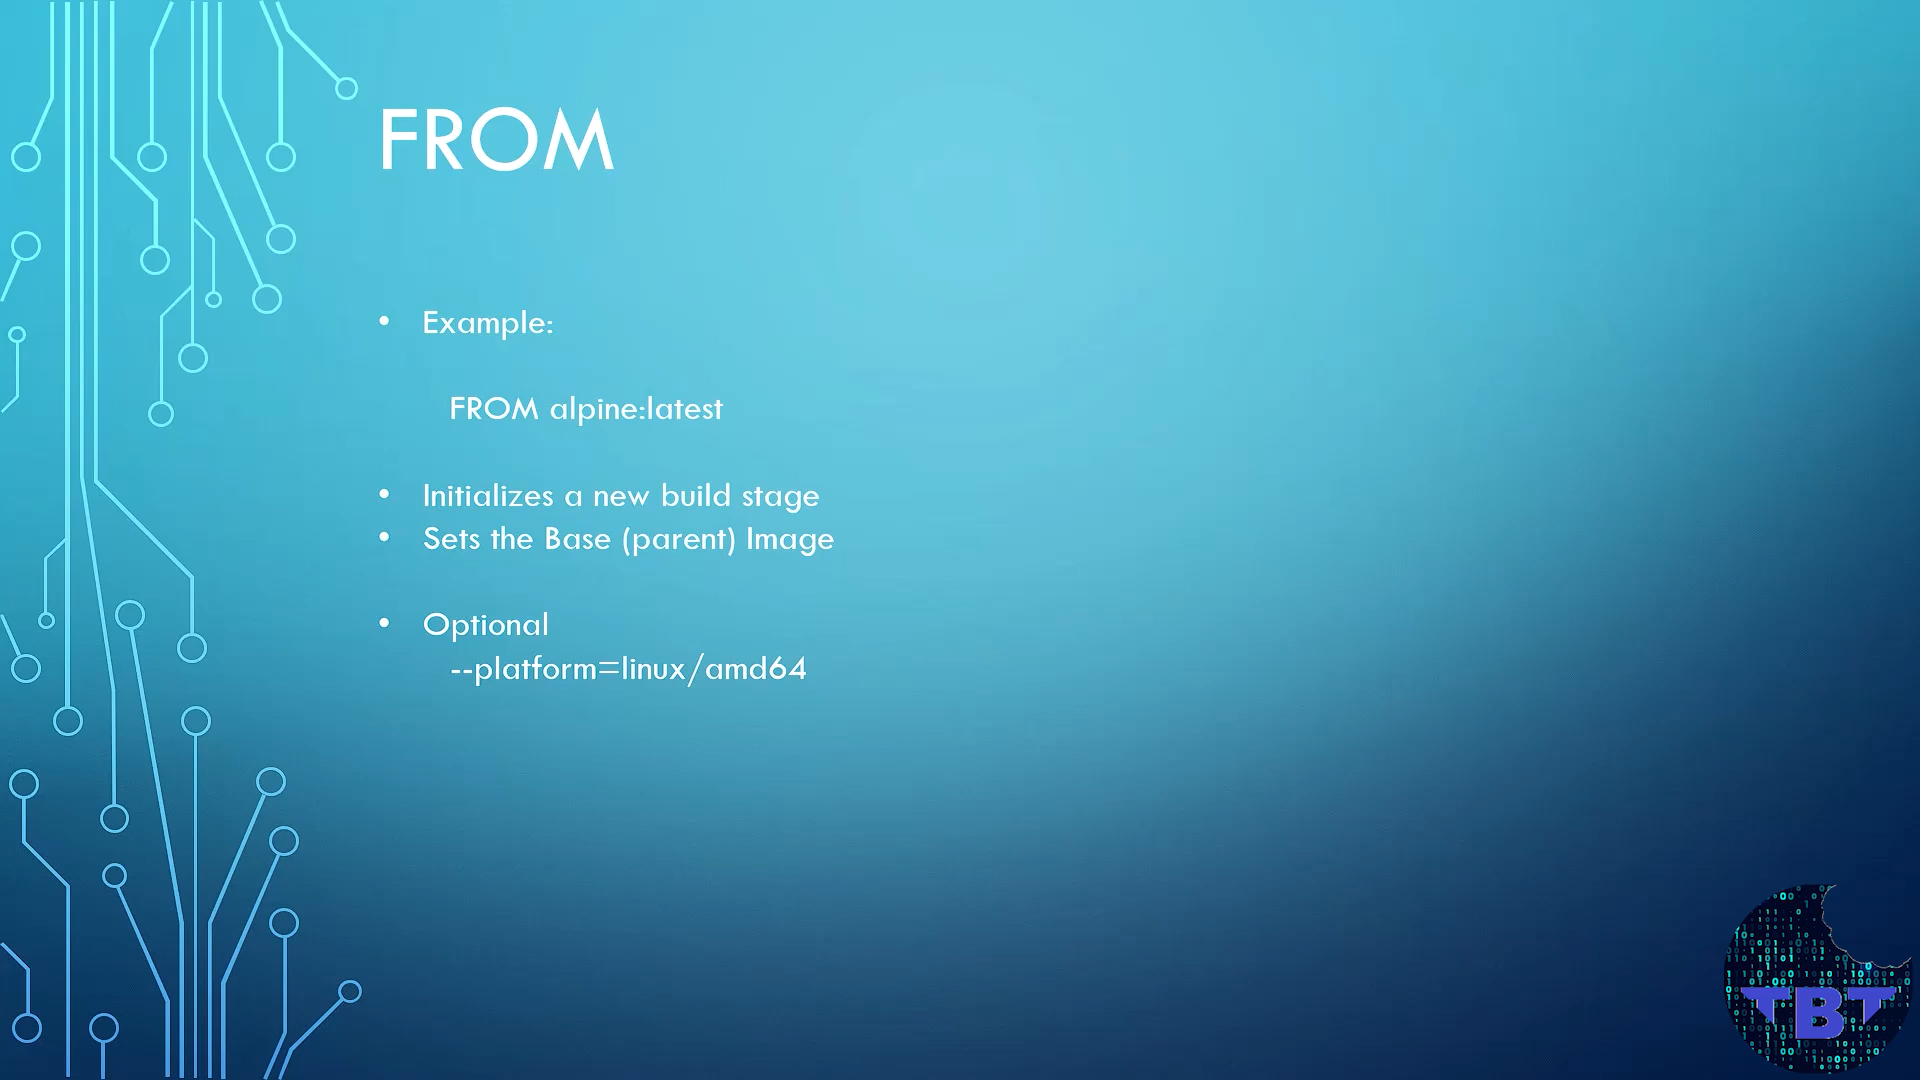 FROM
• Example:
FROM alpine:latest
• Initializes a new build stage
• Sets the Base (parent) Image
• Optional
--platform=linux/amd64
TBT